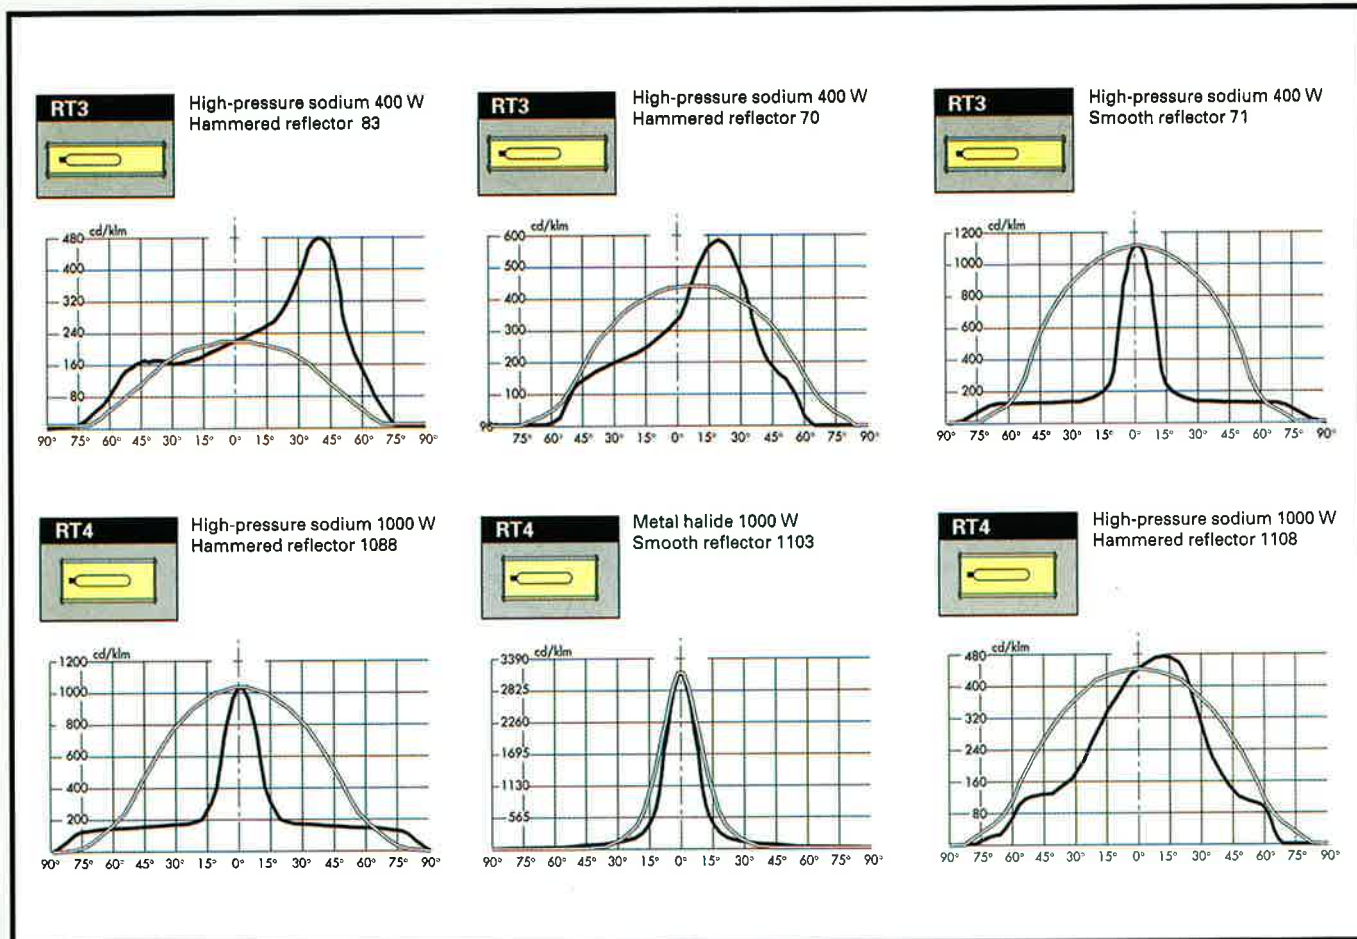 RT3
High-pressure sodium 400 W
Hammered reflector 83
cd/klm
480
400
320
240
160
80
90° 75° 60° 45° 30° 15° 0° 15° 30° 45° 60° 75° 90°
RT3
High-pressure sodium 400 W
Hammered reflector 70
cd/klm
600
500
400
300
200
100
90 75° 60° 45° 30° 15° 0° 15° 30° 45° 60° 75° 90°
RT3
High-pressure sodium 400 W
Smooth reflector 71
cd/klm
1200
1000
800
600
400
200
90° 75° 60° 45° 30° 15° 0° 15° 30° 45° 60° 75° 90°
RT4
High-pressure sodium 1000 W
Hammered reflector 1088
cd/klm
1200
1000
800
600
400
200
90° 75° 60° 45° 30° 15° 0° 15° 30° 45° 60° 75° 90°
RT4
Metal halide 1000 W
Smooth reflector 1103
cd/klm
3390
2825
2260
1695
1130
565
90° 75° 60° 45° 30° 15° 0° 15° 30° 45° 60° 75° 90°
RT4
High-pressure sodium 1000 W
Hammered reflector 1108
cd/klm
480
400
320
240
160
80
90° 75° 60° 45° 30° 15° 0° 15° 30° 45° 60° 75° 90°